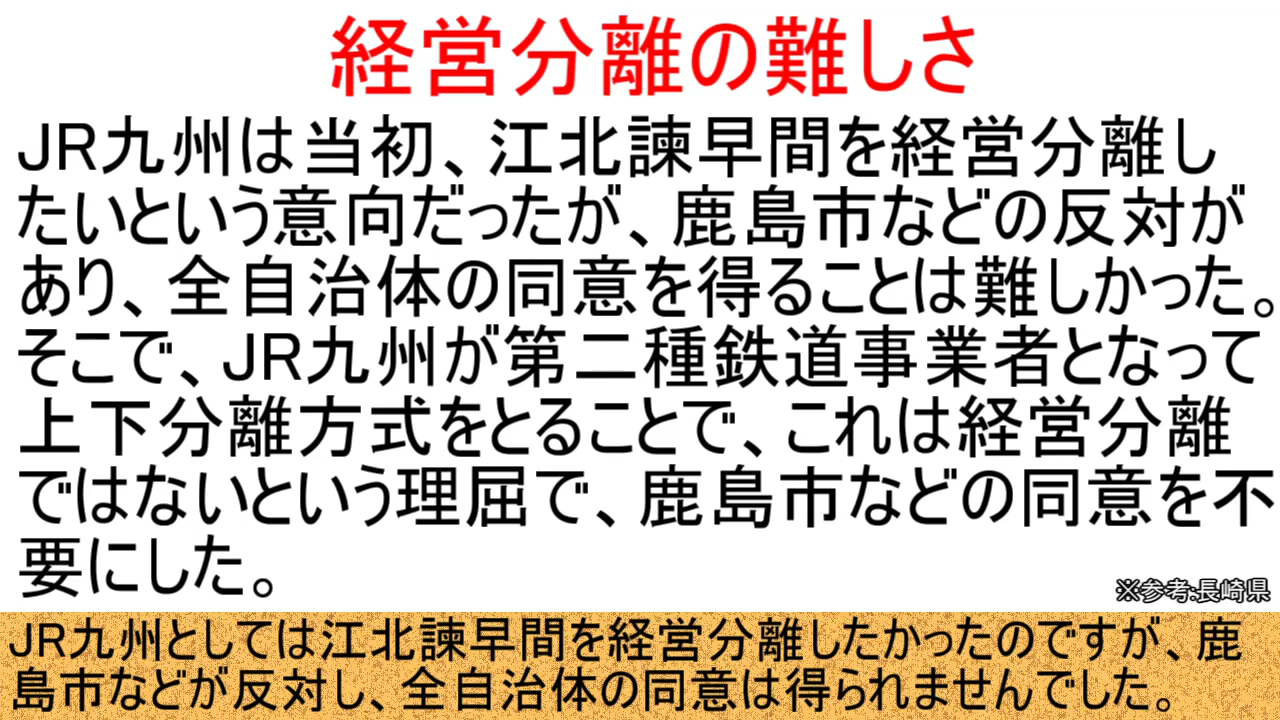 経営分離の難しさ
JR九州は当初、江北諫早間を経営分離し
たいという意向だったが、鹿島市などの反対が
あり、全自治体の同意を得ることは難しかった。
そこで、JR九州が第二種鉄道事業者となって
上下分離方式をとることで、これは経営分離
ではないという理屈で、鹿島市などの同意を不
要にした。
※参考:長崎県
JR九州としては江北諫早間を経営分離したかったのですが、鹿
島市などが反対し、全自治体の同意は得られませんでした。